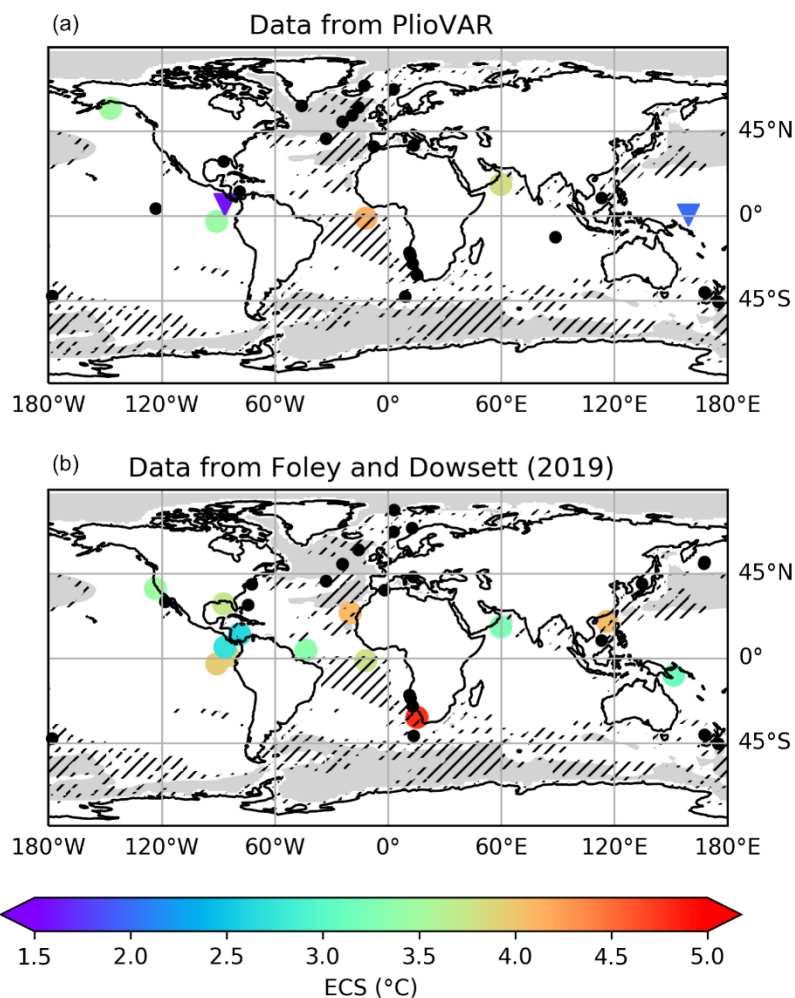 (a) Data from PlioVAR
45°N
0°
45°S
180°W 120°W 60°W 0° 60°E 120°E 180°E
(b) Data from Foley and Dowsett (2019)
45°N
0°
45°S
180°W 120°W 60°W 0° 60°E 120°E 180°E
1.5 2.0 2.5 3.0 3.5 4.0 4.5 5.0
ECS (°C)